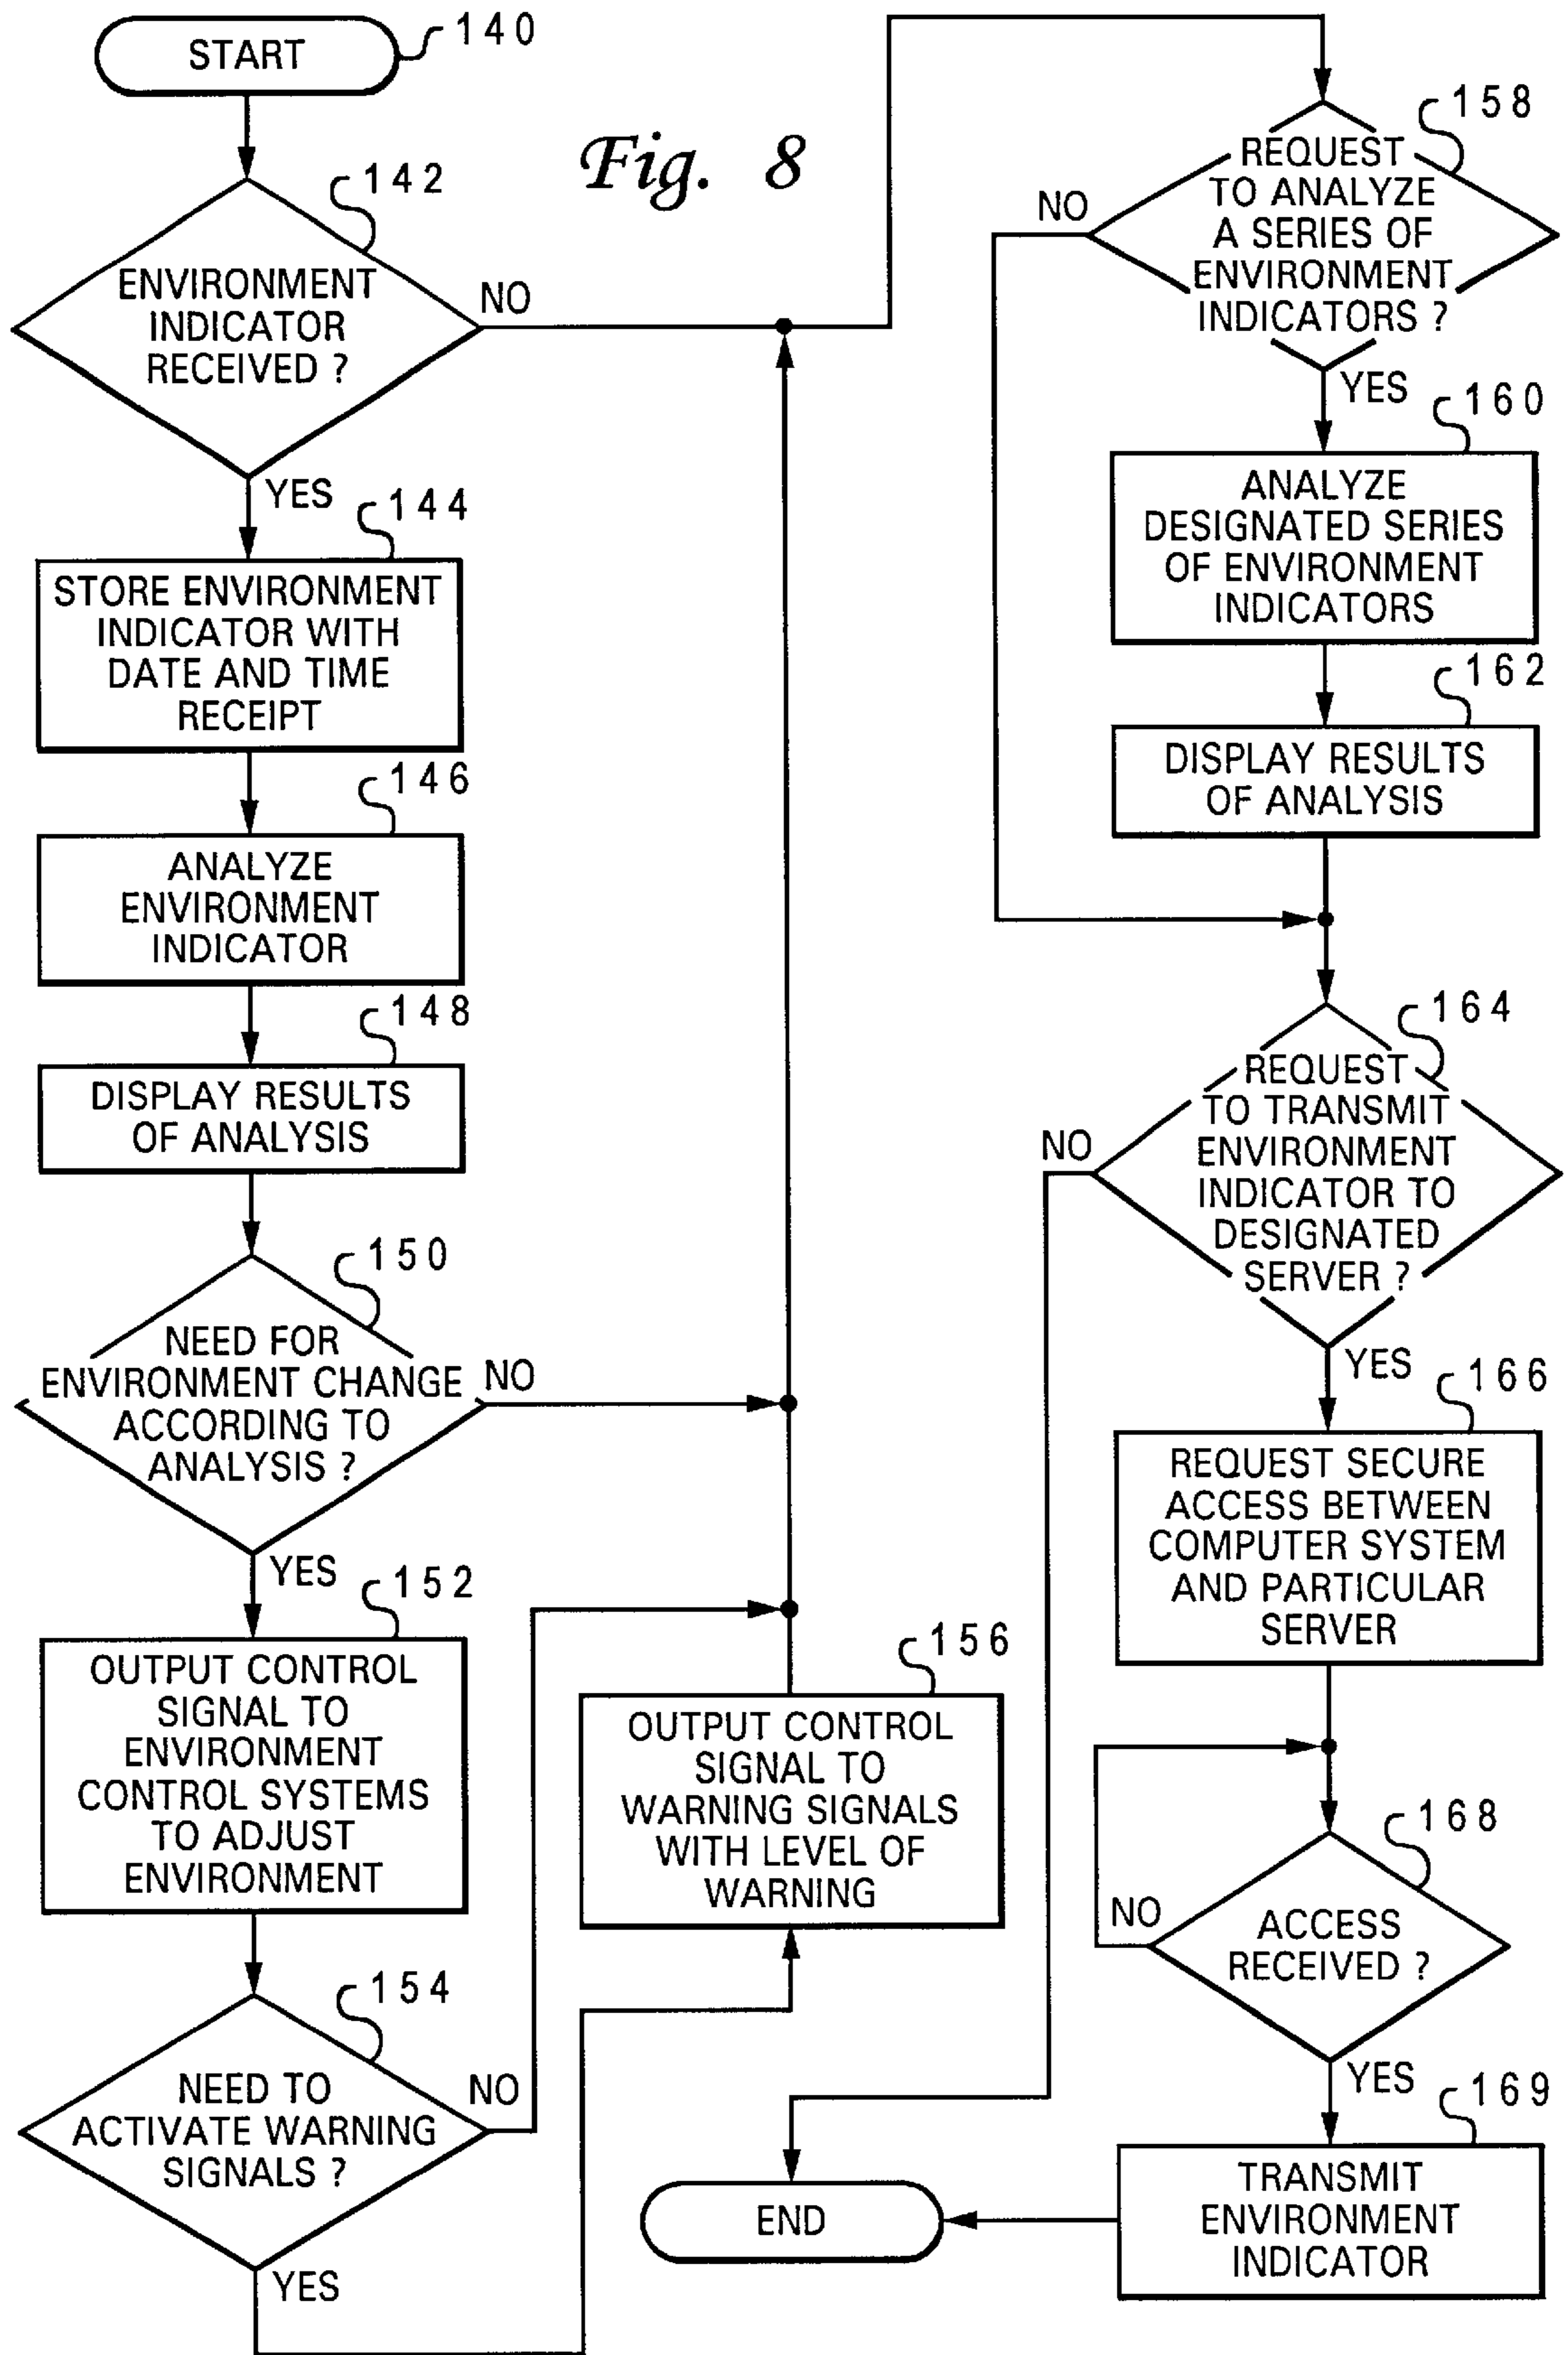 START
140
Fig. 8
142
ENVIRONMENT
INDICATOR
RECEIVED ?
NO
YES
144
STORE ENVIRONMENT
INDICATOR WITH
DATE AND TIME
RECEIPT
146
ANALYZE
ENVIRONMENT
INDICATOR
148
DISPLAY RESULTS
OF ANALYSIS
150
NEED FOR
ENVIRONMENT CHANGE
ACCORDING TO
ANALYSIS ?
NO
YES
152
OUTPUT CONTROL
SIGNAL TO
ENVIRONMENT
CONTROL SYSTEMS
TO ADJUST
ENVIRONMENT
154
NEED TO
ACTIVATE WARNING
SIGNALS ?
NO
YES
156
OUTPUT CONTROL
SIGNAL TO
WARNING SIGNALS
WITH LEVEL OF
WARNING
158
REQUEST
TO ANALYZE
A SERIES OF
ENVIRONMENT
INDICATORS ?
NO
YES
160
ANALYZE
DESIGNATED SERIES
OF ENVIRONMENT
INDICATORS
162
DISPLAY RESULTS
OF ANALYSIS
164
REQUEST
TO TRANSMIT
ENVIRONMENT
INDICATOR TO
DESIGNATED
SERVER ?
NO
YES
166
REQUEST SECURE
ACCESS BETWEEN
COMPUTER SYSTEM
AND PARTICULAR
SERVER
168
ACCESS
RECEIVED ?
NO
YES
169
TRANSMIT
ENVIRONMENT
INDICATOR
END